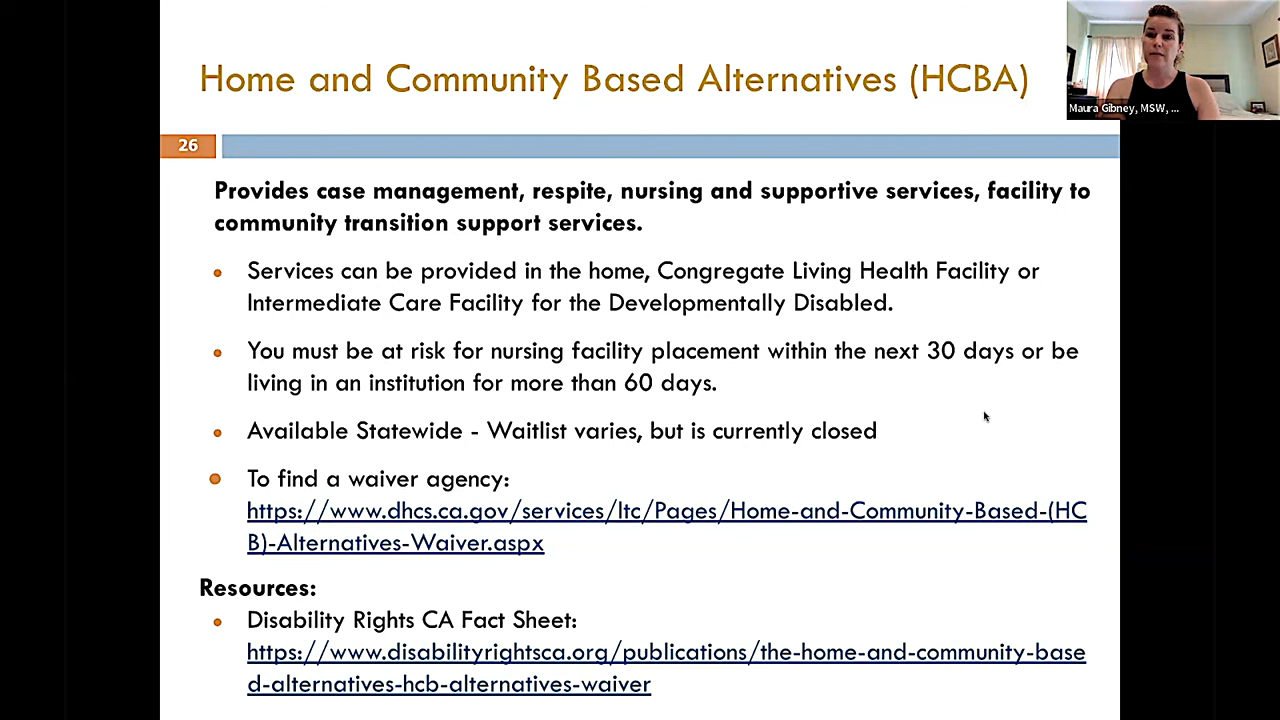 Home and Community Based Alternatives (HCBA)
Maura Gibney, MSW, ...
26
Provides case management, respite, nursing and supportive services, facility to
community transition support services.
• Services can be provided in the home, Congregate Living Health Facility or
Intermediate Care Facility for the Developmentally Disabled.
• You must be at risk for nursing facility placement within the next 30 days or be
living in an institution for more than 60 days.
• Available Statewide - Waitlist varies, but is currently closed
• To find a waiver agency:
https://www.dhcs.ca.gov/services/ltc/Pages/Home-and-Community-Based-(HC
B)-Alternatives-Waiver.aspx
Resources:
• Disability Rights CA Fact Sheet:
https://www.disabilityrightsca.org/publications/the-home-and-community-base
d-alternatives-hcb-alternatives-waiver